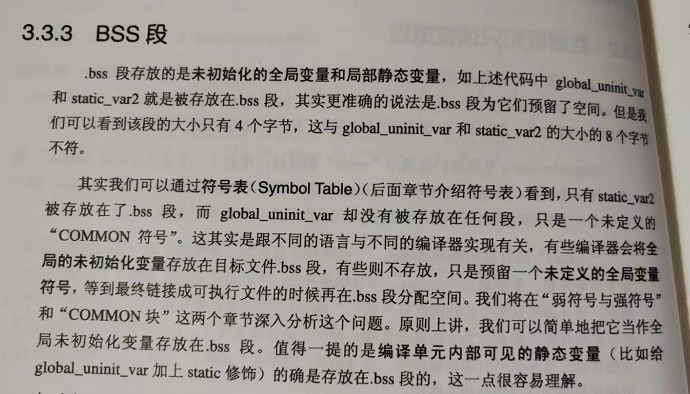 3.3.3 BSS 段
.bss 段存放的是未初始化的全局变量和局部静态变量，如上述代码中 global_uninit_var
和 static_var2 就是被存放在.bss 段，其实更准确的说法是.bss 段为它们预留了空间。但是我
们可以看到该段的大小只有 4 个字节，这与 global_uninit_var 和 static_var2 的大小的 8 个字节
不符。
其实我们可以通过符号表（Symbol Table）（后面章节介绍符号表）看到，只有 static_var2
被存放在了.bss 段，而 global_uninit_var 却没有被存放在任何段，只是一个未定义的
“COMMON 符号”。这其实是跟不同的语言与不同的编译器实现有关，有些编译器会将全
局的未初始化变量存放在目标文件.bss 段，有些则不存放，只是预留一个未定义的全局变量
符号，等到最终链接成可执行文件的时候再在.bss 段分配空间。我们将在“弱符号与强符号”
和“COMMON 块”这两个章节深入分析这个问题。原则上讲，我们可以简单地把它当作全
局未初始化变量存放在.bss 段。值得一提的是编译单元内部可见的静态变量（比如给
global_uninit_var 加上 static 修饰）的确是存放在.bss 段的，这一点很容易理解。